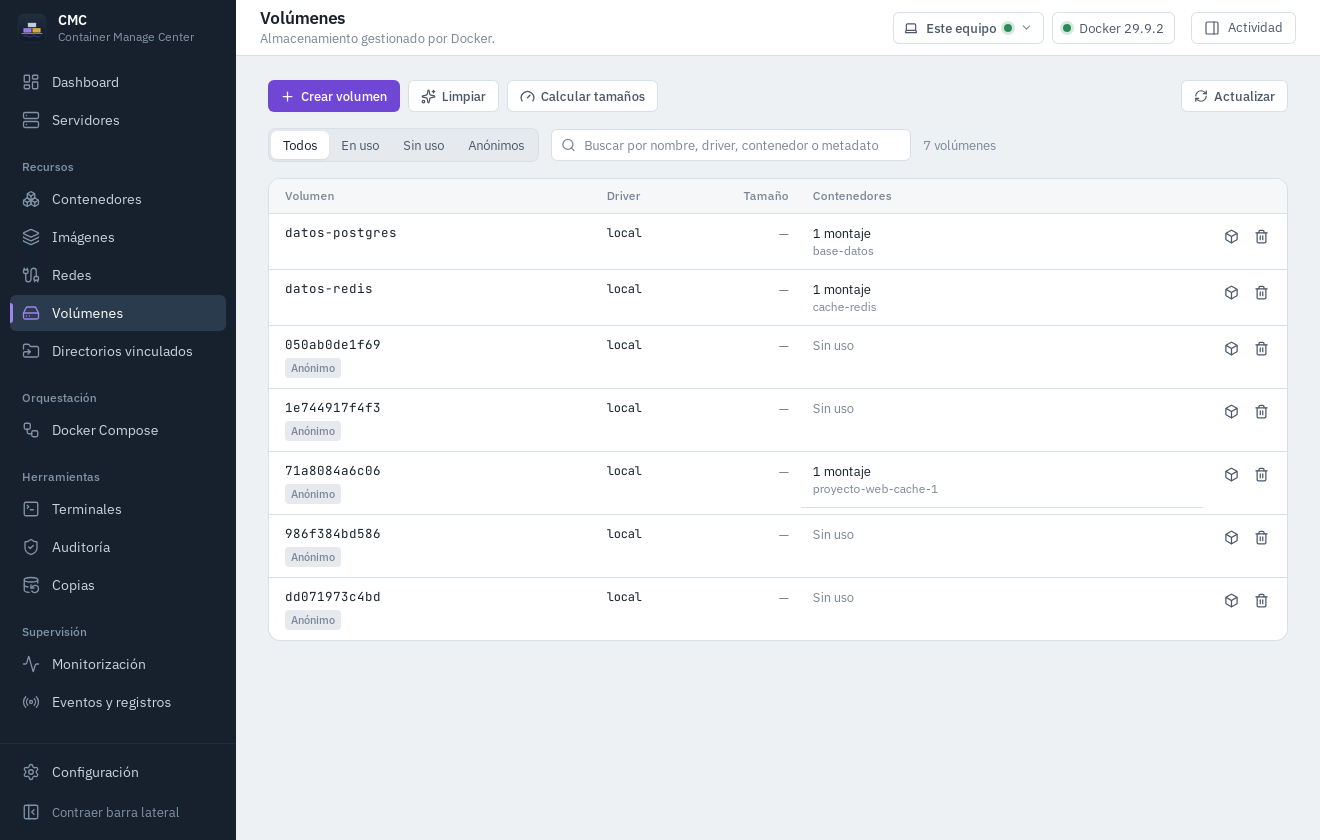 CMC
Container Manage Center
Dashboard
Servidores
Recursos
Contenedores
Imágenes
Redes
Volúmenes
Directorios vinculados
Orquestación
Docker Compose
Herramientas
Terminales
Auditoría
Copias
Supervisión
Monitorización
Eventos y registros
Configuración
Contraer barra lateral
Volúmenes
Almacenamiento gestionado por Docker.
Este equipo
Docker 29.9.2
Actividad
Crear volumen
Limpiar
Calcular tamaños
Actualizar
Todos
En uso
Sin uso
Anónimos
Buscar por nombre, driver, contenedor o metadato
7 volúmenes
Volumen Driver Tamaño Contenedores
datos-postgres local — 1 montaje
base-datos
datos-redis local — 1 montaje
cache-redis
050ab0de1f69 local — Sin uso
Anónimo
1e744917f4f3 local — Sin uso
Anónimo
71a8084a6c06 local — 1 montaje
Anónimo proyecto-web-cache-1
986f384bd586 local — Sin uso
Anónimo
dd071973c4bd local — Sin uso
Anónimo